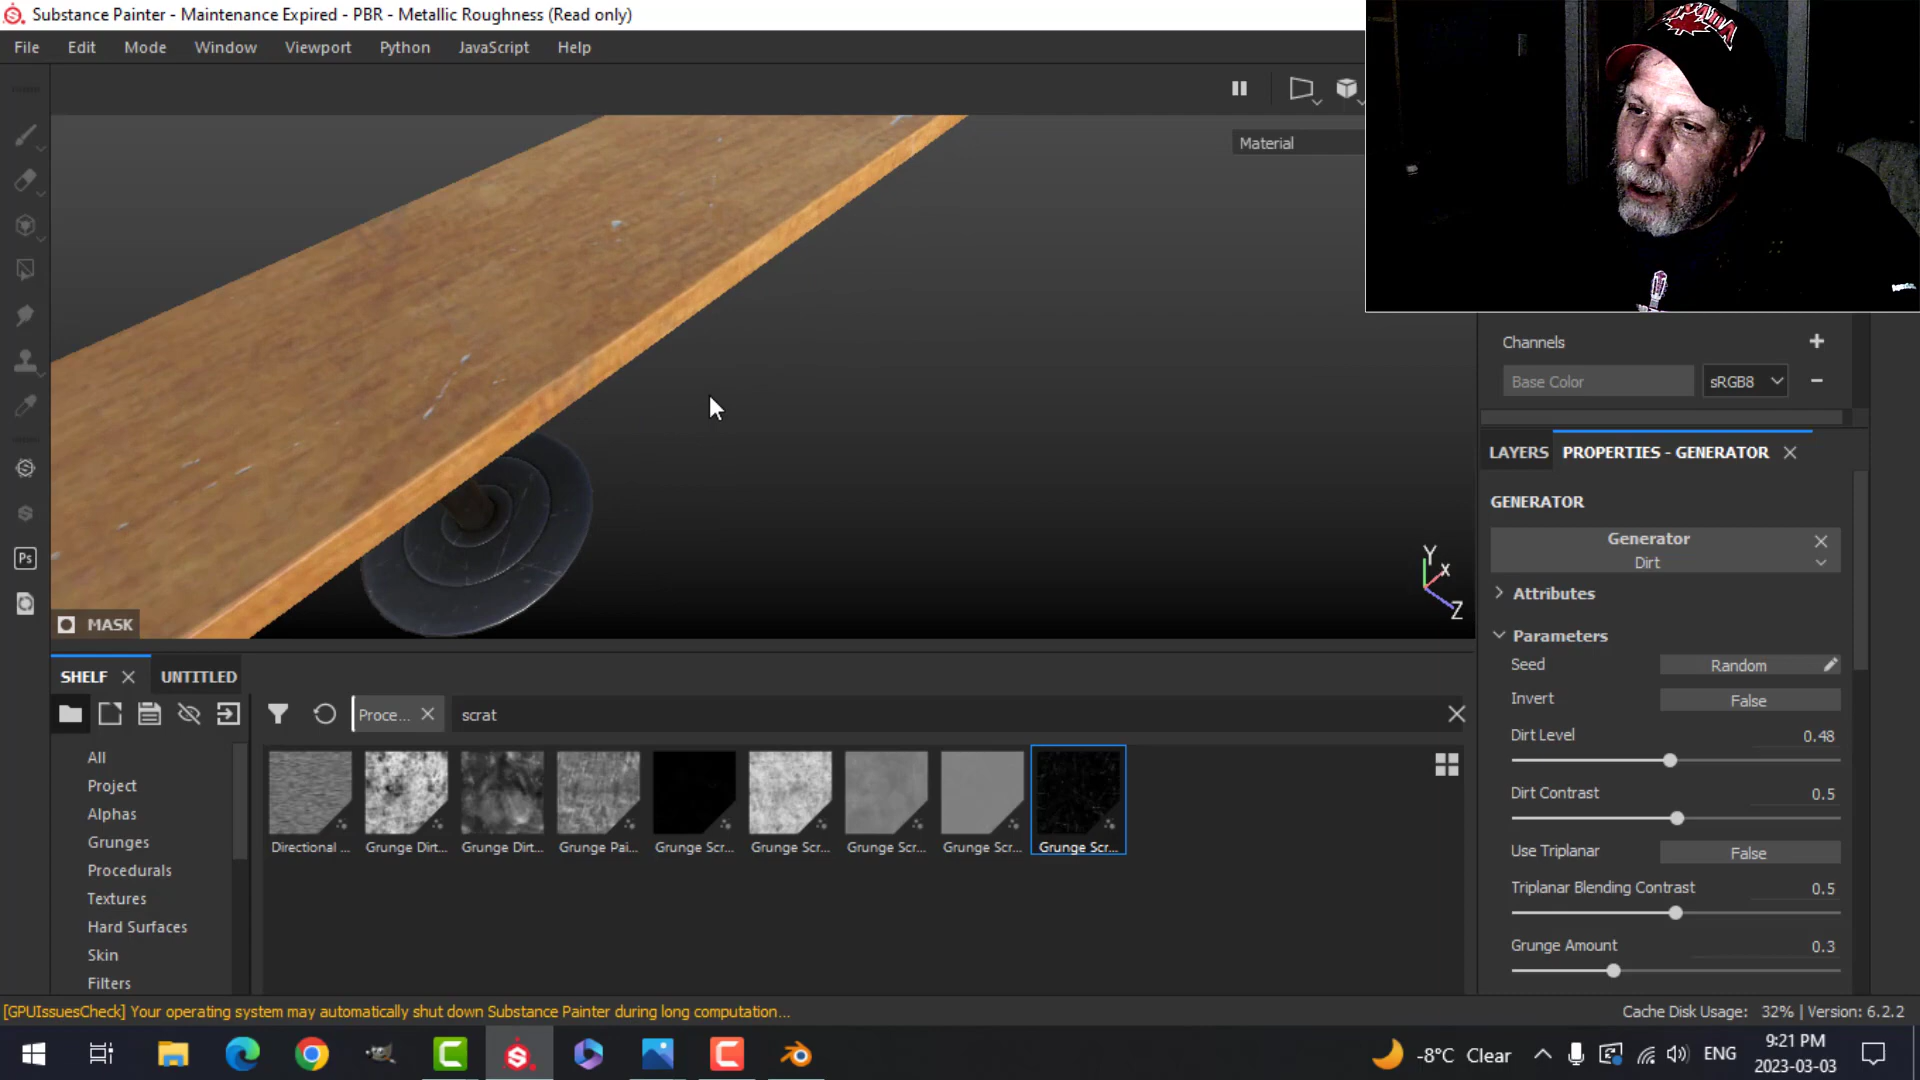 Substance Painter - Maintenance Expired - PBR - Metallic Roughness (Read only)
File Edit Mode Window Viewport Python JavaScript Help
Material
Channels
Base Color sRGB8
LAYERS PROPERTIES - GENERATOR
GENERATOR
Generator
Dirt
Attributes
Parameters
Seed Random
Invert False
Dirt Level 0.48
Dirt Contrast 0.5
Use Triplanar False
Triplanar Blending Contrast 0.5
Grunge Amount 0.3
Y
X
Z
MASK
SHELF UNTITLED
Proce... scrat
All
Project
Alphas
Grunges
Procedurals
Textures
Hard Surfaces
Skin
Filters
Directional ... Grunge Dirt... Grunge Dirt... Grunge Pai... Grunge Scr... Grunge Scr... Grunge Scr... Grunge Scr... Grunge Scr...
[GPUIssuesCheck] Your operating system may automatically shut down Substance Painter during long computation...
Cache Disk Usage: 32% | Version: 6.2.2
Ps
-8°C Clear
ENG
9:21 PM
2023-03-03